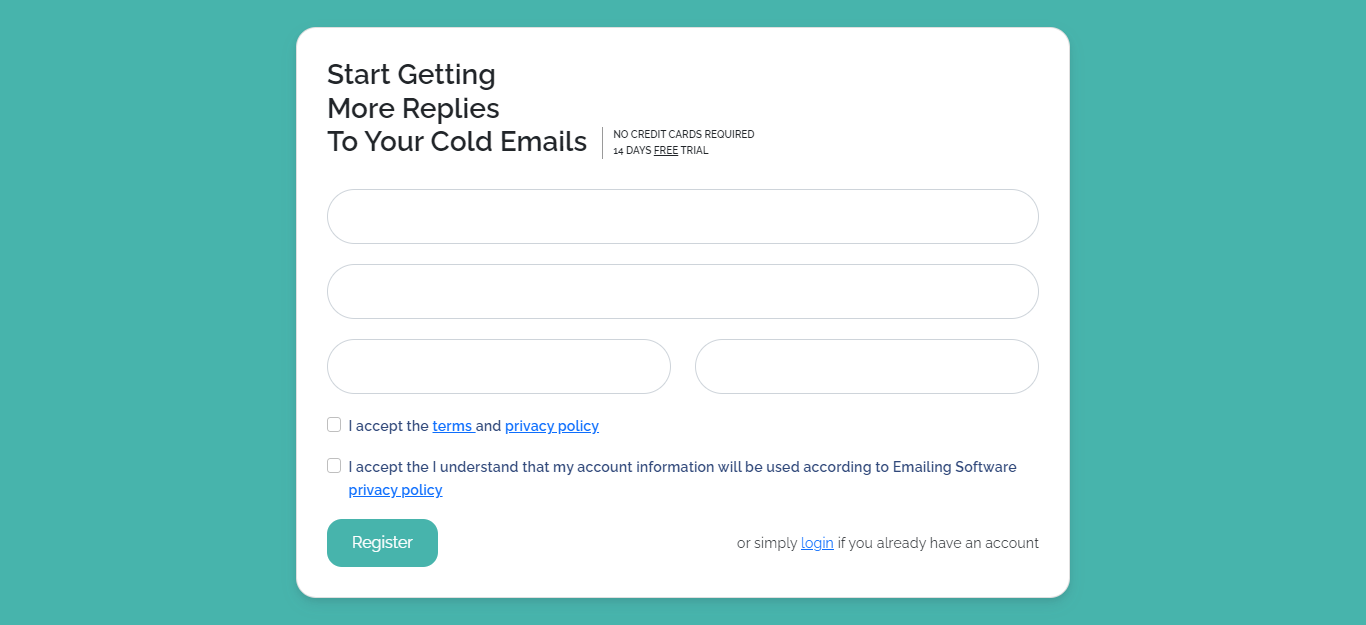 Start Getting
More Replies
To Your Cold Emails
NO CREDIT CARDS REQUIRED
14 DAYS FREE TRIAL
I accept the terms and privacy policy
I accept the I understand that my account information will be used according to Emailing Software
privacy policy
Register
or simply login if you already have an account